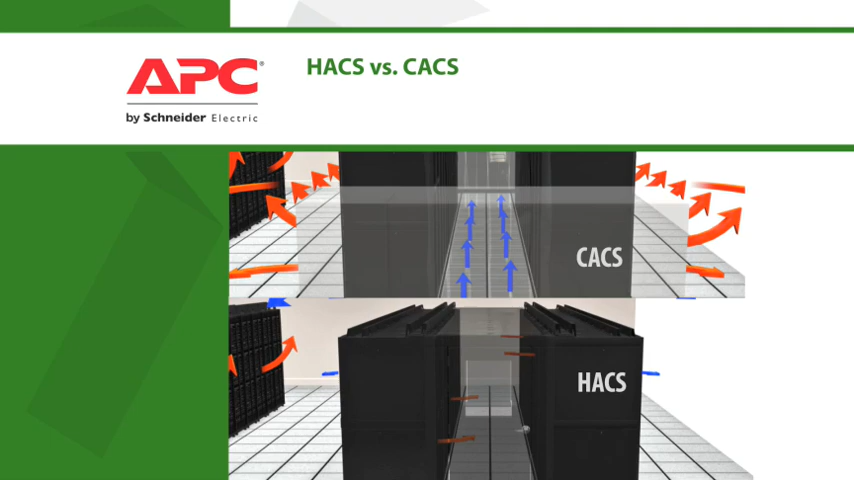 HACS vs. CACS
APC®
by Schneider Electric
CACS
HACS